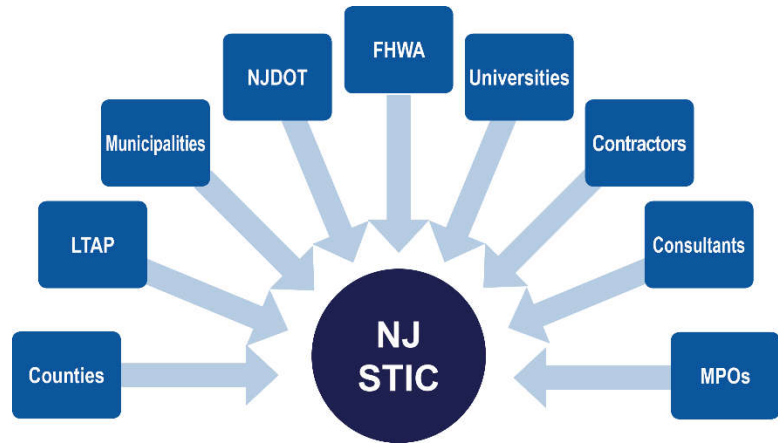 FHWA
NJDOT
Universities
Municipalities
Contractors
LTAP
Consultants
Counties
NJ
STIC
MPOs